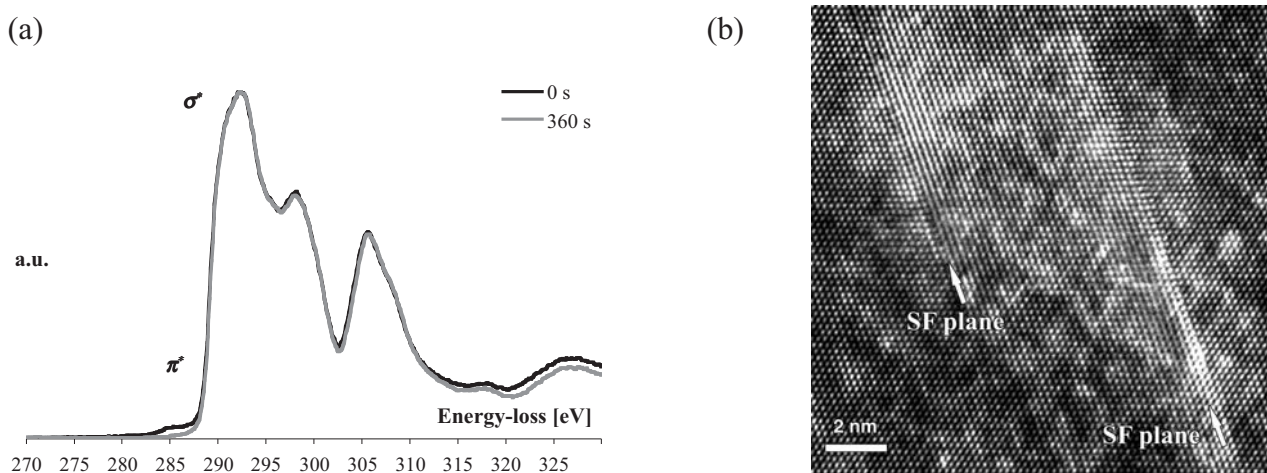 (a)
σ*
0 s
360 s
a.u.
π*
Energy-loss [eV]
270 275 280 285 290 295 300 305 310 315 320 325
(b)
SF plane
SF plane
2 nm